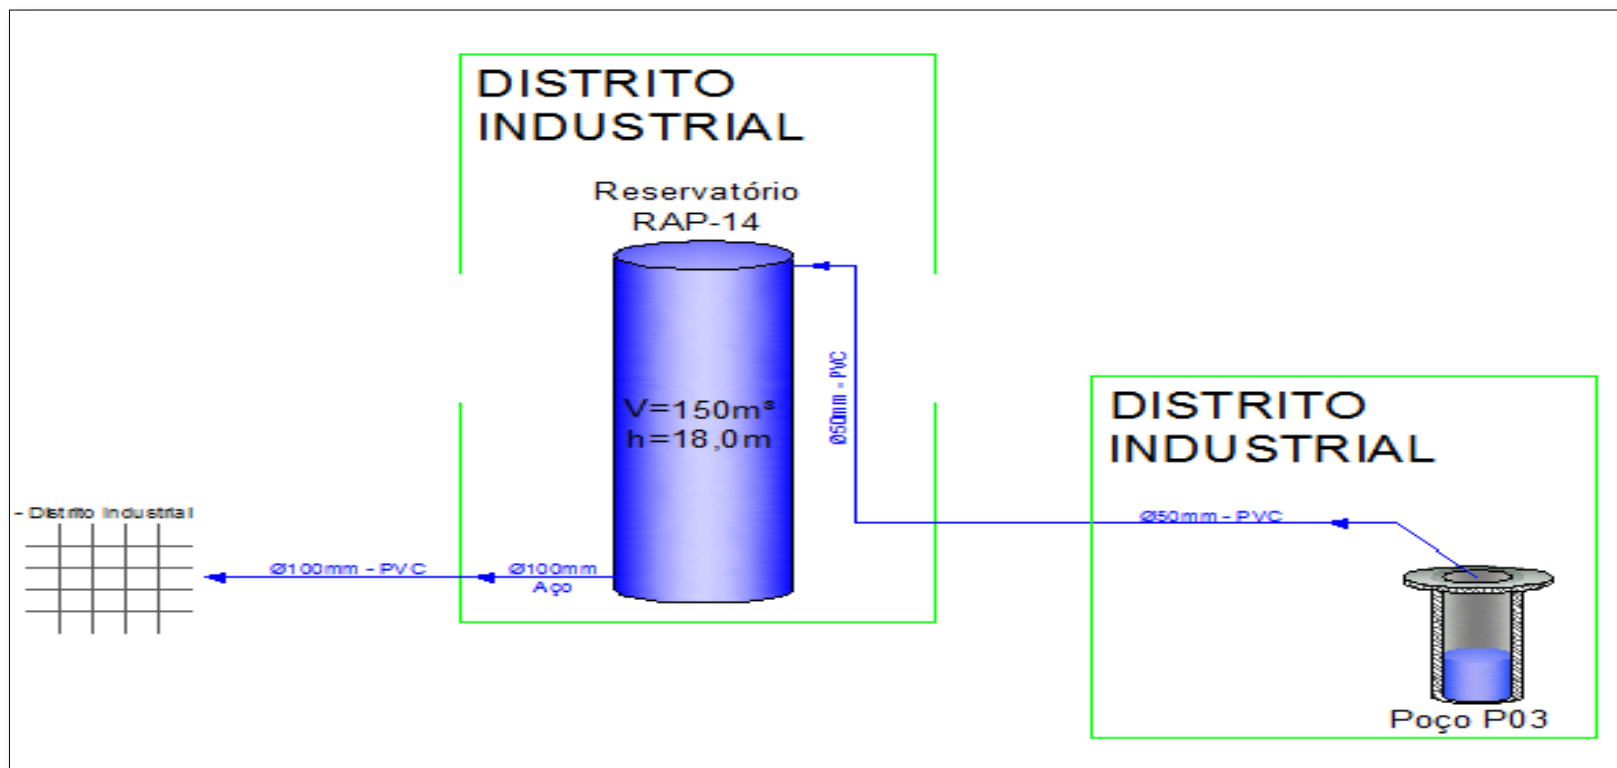 DISTRITO
INDUSTRIAL
Reservatório
RAP-14
V=150m³
h=18,0m
Ø50mm - PVC
DISTRITO
INDUSTRIAL
Ø50mm - PVC
Poço P03
- Distrito Industrial
Ø100mm - PVC
Ø100mm
Aço